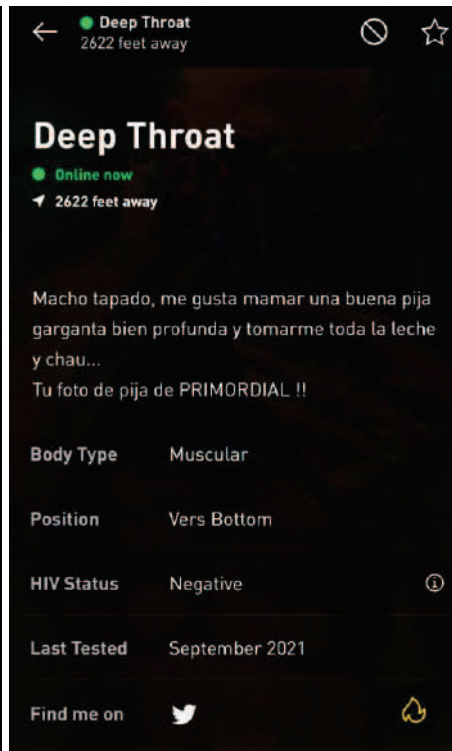 Deep Throat
2622 feet away
Deep Throat
Online now
2622 feet away
Macho tapado, me gusta mamar una buena pija
garganta bien profunda y tomarme toda la leche
y chau...
Tu foto de pija de PRIMORDIAL !!
Body Type Muscular
Position Vers Bottom
HIV Status Negative
Last Tested September 2021
Find me on